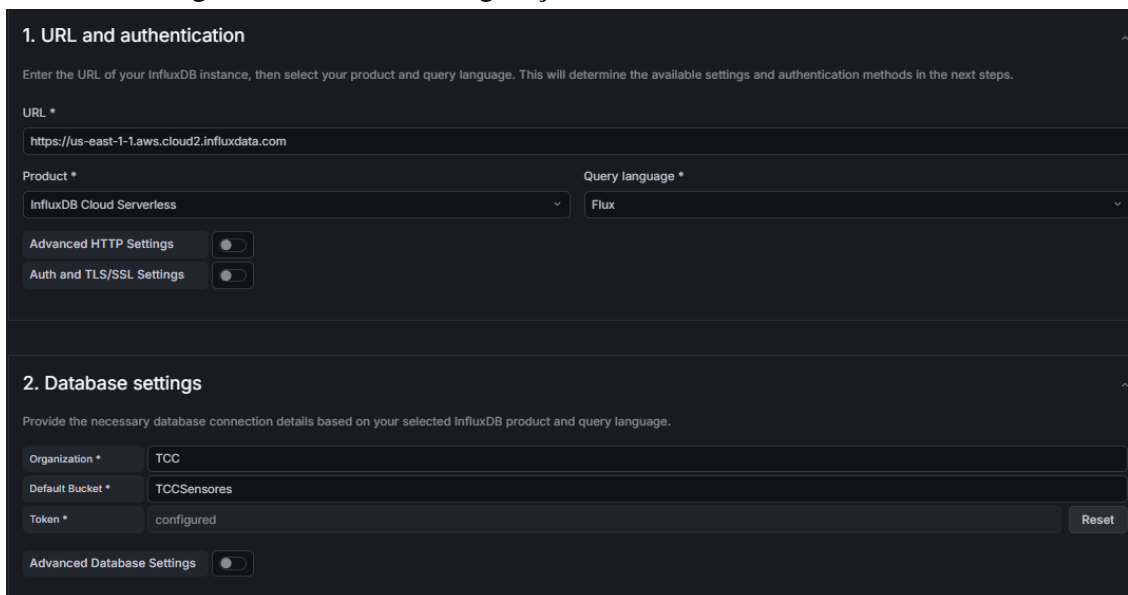 1. URL and authentication
Enter the URL of your InfluxDB instance, then select your product and query language. This will determine the available settings and authentication methods in the next steps.
URL *
https://us-east-1-1.aws.cloud2.influxdata.com
Product *
Query language *
InfluxDB Cloud Serverless
Flux
Advanced HTTP Settings
Auth and TLS/SSL Settings
2. Database settings
Provide the necessary database connection details based on your selected InfluxDB product and query language.
Organization *
TCC
Default Bucket *
TCCSensores
Token *
configured
Reset
Advanced Database Settings